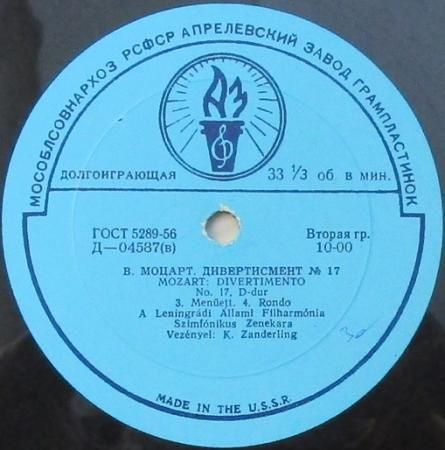 МОСОБЛСОВНАРХОЗ РСФСР АПРЕЛЕВСКИЙ ЗАВОД ГРАМПЛАСТИНОК
АЗ
ДОЛГОИГРАЮЩАЯ
33 ⅓ об. в мин.
ГОСТ 5289-56
Д—04587(в)
Вторая гр.
10-00
В. МОЦАРТ. ДИВЕРТИСМЕНТ № 17
MOZART: DIVERTIMENTO
No. 17, D-dur
3. Menüett. 4. Rondo
A Leningrádi Államl Filharmónia
Szimfónikus Zenekara
Vezényel: K. Zanderling
MADE IN THE U.S.S.R.